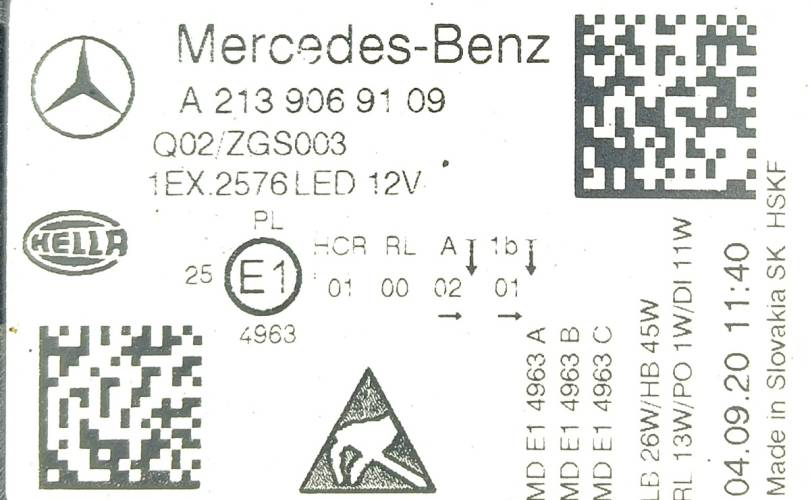 Mercedes-Benz
A 213 906 91 09
Q02/ZGS003
1EX.2576 LED 12V
HELLA
PL
HCR RL A 1b
25 E1 01 00 02 01
4963
MD E1 4963 A
MD E1 4963 B
MD E1 4963 C
LB 26W/HB 45W
RL 13W/PO 1W/DI 11W
04.09.20 11:40
Made in Slovakia SK HSKF